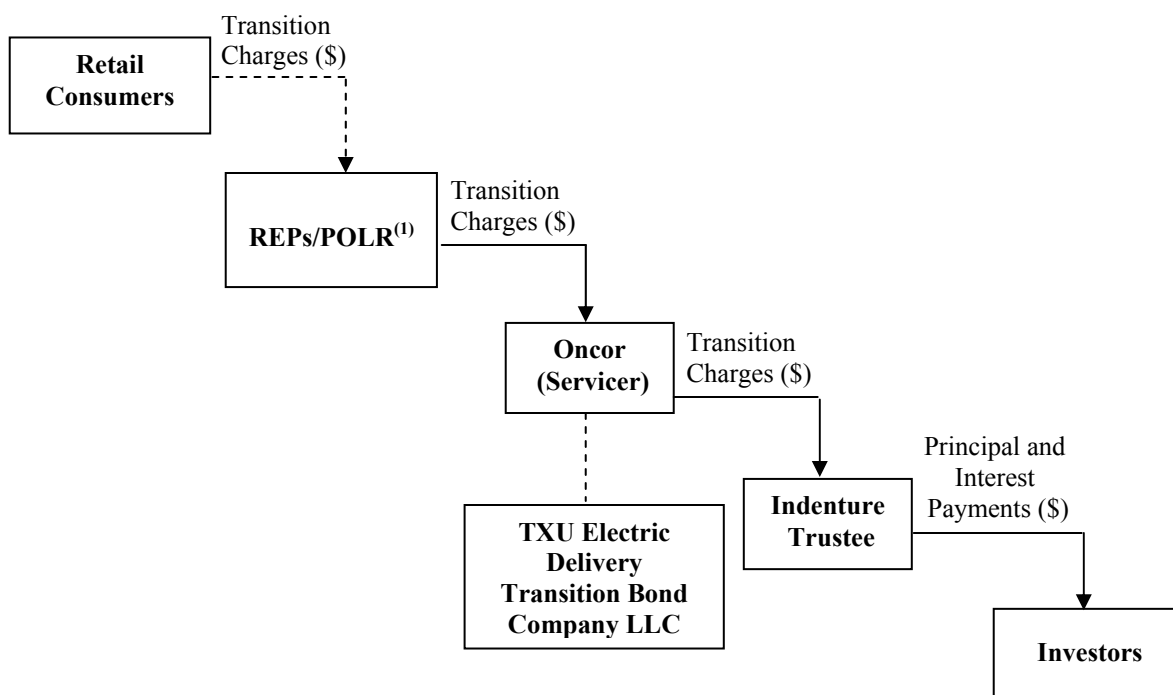 Transition
Charges ($)
Retail
Consumers
Transition
Charges ($)
REPs/POLR(1)
Transition
Charges ($)
Oncor
(Servicer)
Principal and
Interest
Payments ($)
Indenture
Trustee
TXU Electric
Delivery
Transition Bond
Company LLC
Investors